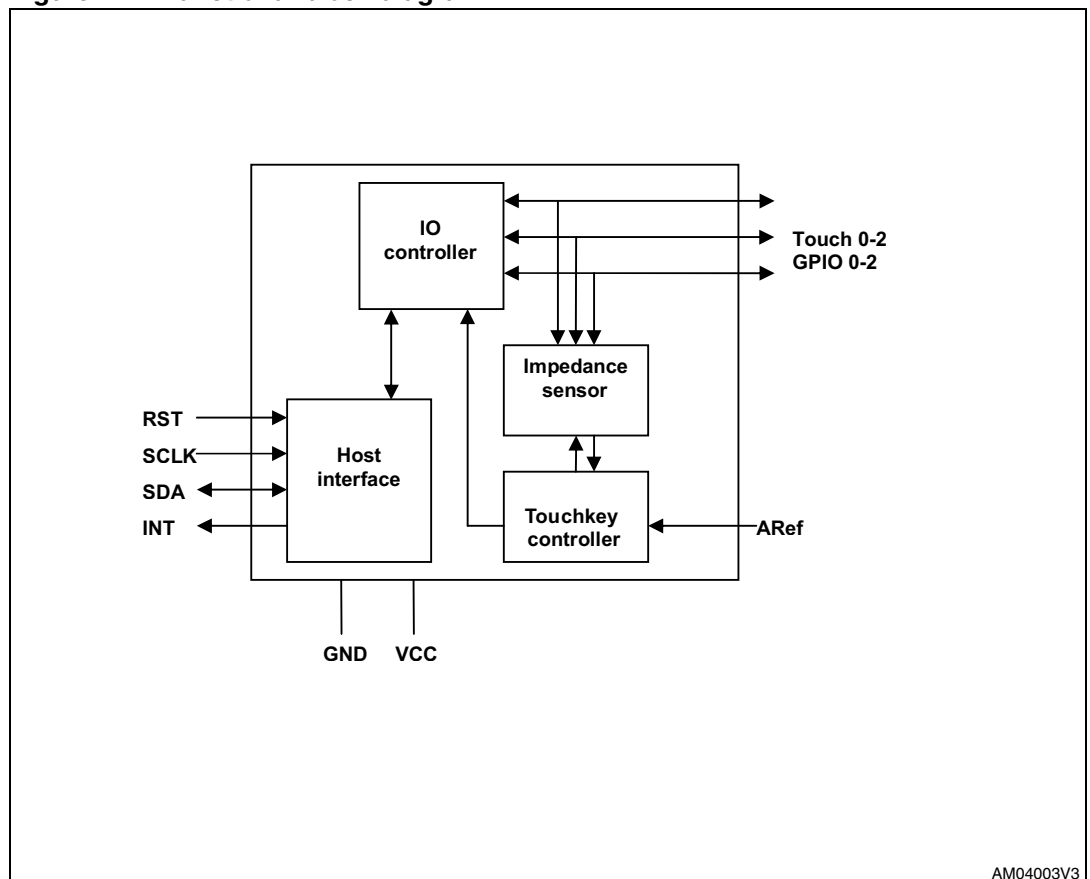 IO
controller
Touch 0-2
GPIO 0-2
Impedance
sensor
RST
SCLK
SDA
INT
Host
interface
Touchkey
controller
ARef
GND VCC
AM04003V3